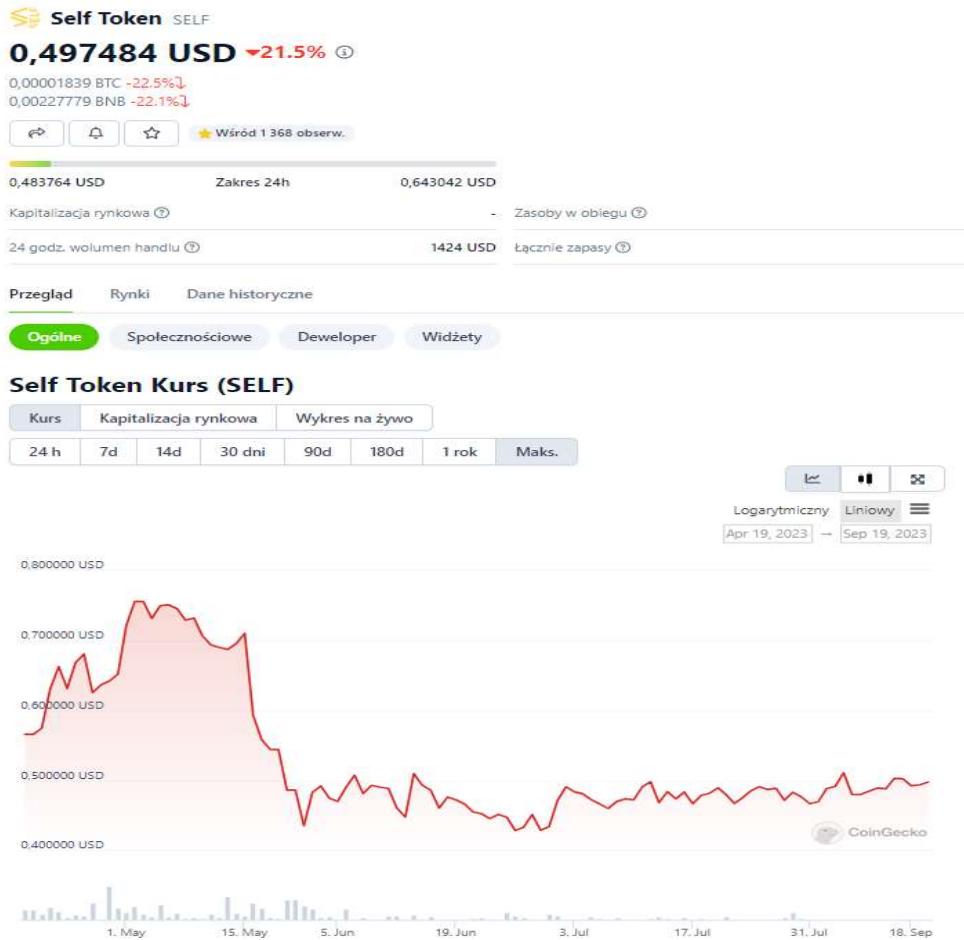 Self Token SELF
0,497484 USD 21.5%
0,00001839 BTC -22.5%
0,00227779 BNB -22.1%
Wśród 1 368 obserw.
0,483764 USD Zakres 24h 0,643042 USD
Kapitalizacja rynkowa - Zasoby w obiegu
24 godz. wolumen handlu 1424 USD Łącznie zapasy
Przegląd Rynki Dane historyczne
Ogólne Społecznościowe Deweloper Widżety
Self Token Kurs (SELF)
Kurs Kapitalizacja rynkowa Wykres na żywo
24 h 7d 14d 30 dni 90d 180d 1 rok Maks.
Logarytmiczny Liniowy
Apr 19, 2023 → Sep 19, 2023
0,800000 USD
0,700000 USD
0,600000 USD
0,500000 USD
CoinGecko
0,400000 USD
1. May 15. May 5. Jun 19. Jun 3. Jul 17. Jul 31. Jul 18. Sep